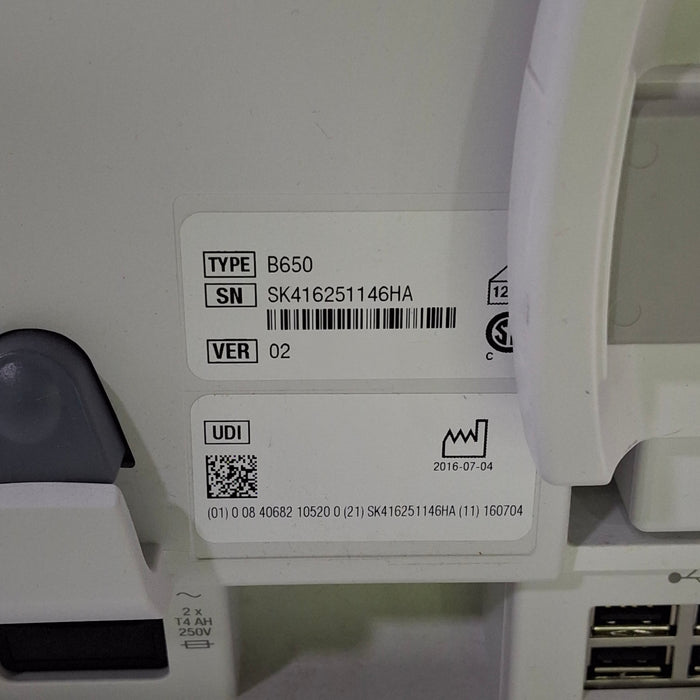 TYPE B650
SN SK416251146HA
VER 02
12
C
UDI
2016-07-04
(01) 0 08 40682 10520 0 (21) SK416251146HA (11) 160704
2 x
T4 AH
250V